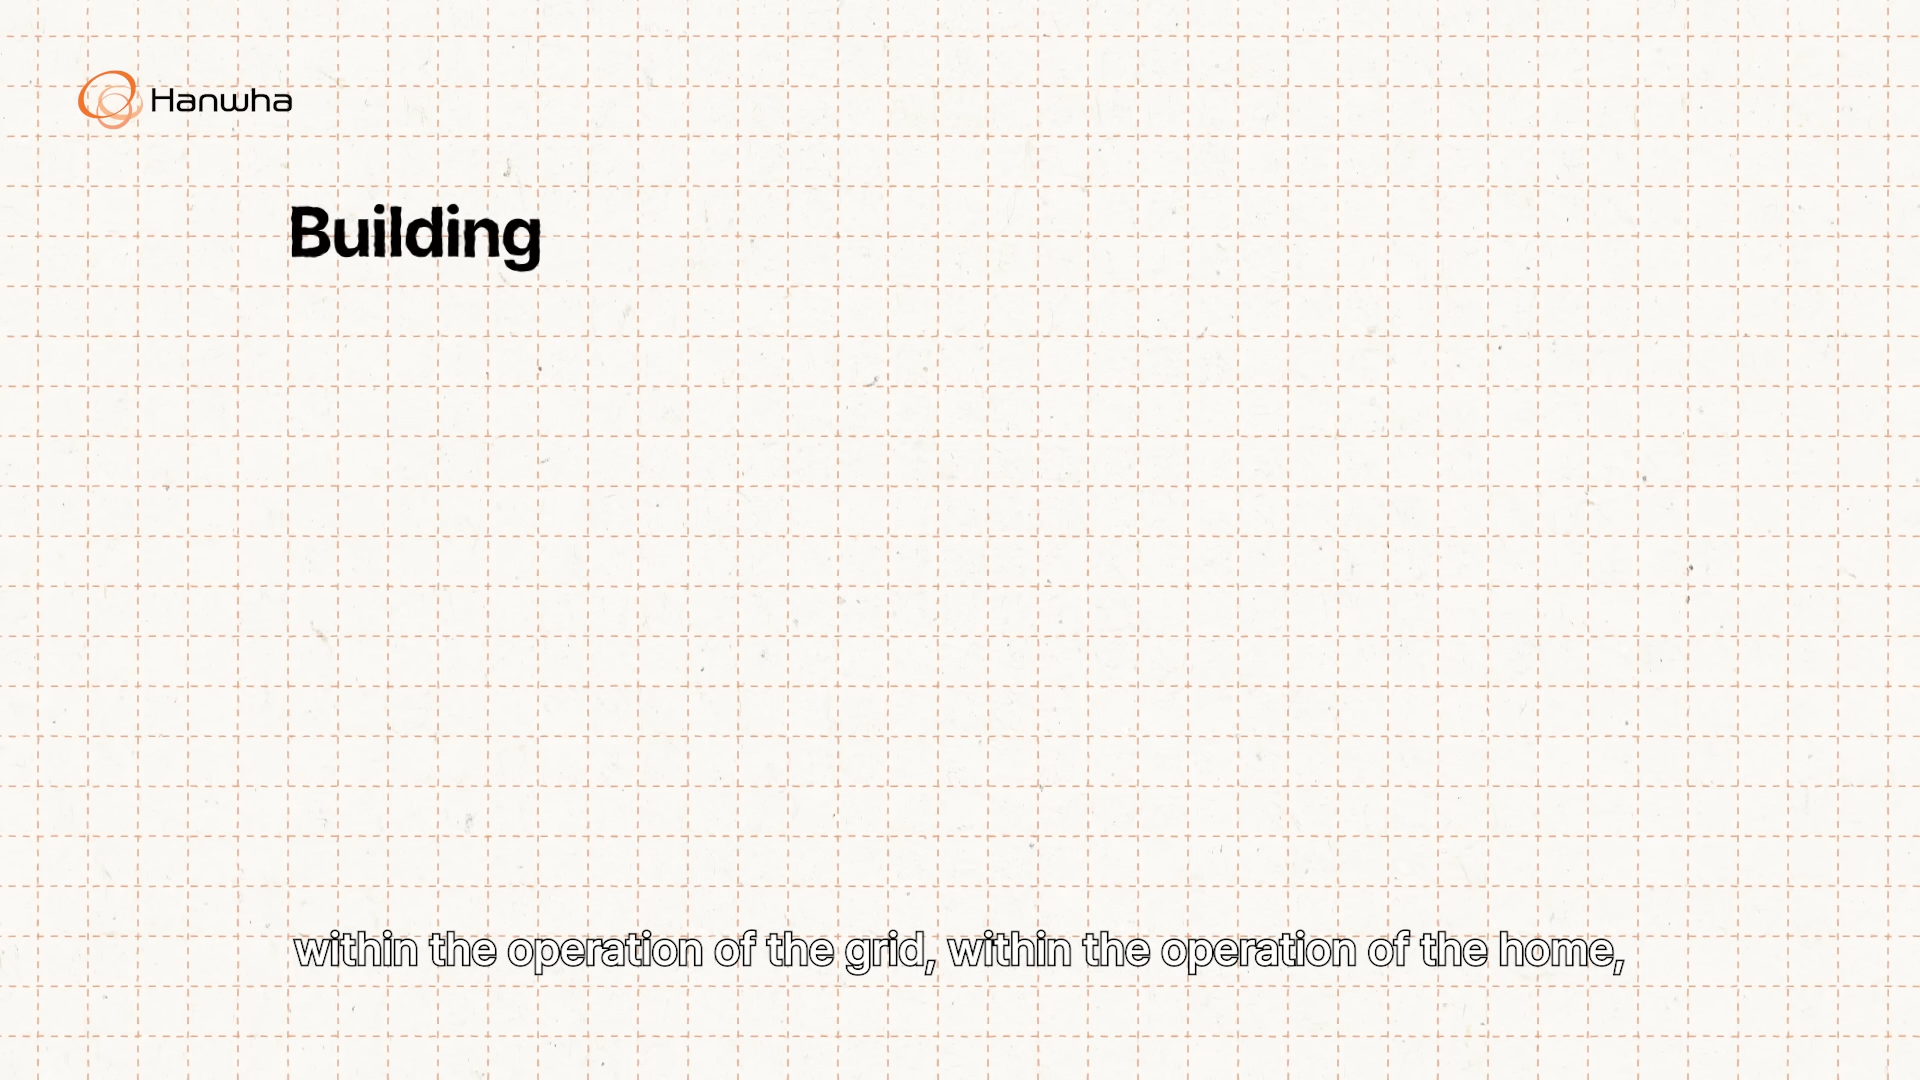 Hanwha
Building
within the operation of the grid, within the operation of the home,